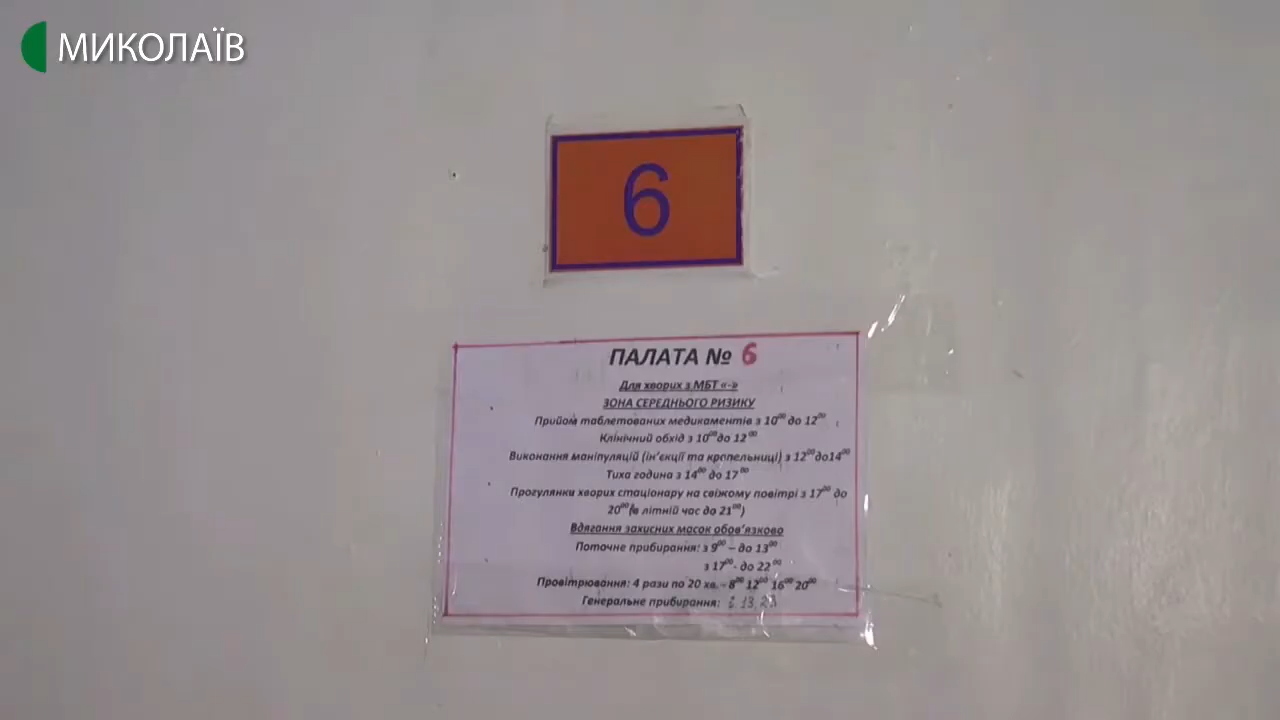 МИКОЛАЇВ
6
ПАЛАТА № 6
Для хворих з МБТ «-»
ЗОНА СЕРЕДНЬОГО РИЗИКУ
Прийом таблетованих медикаментів з 10⁰⁰ до 12⁰⁰
Клінічний обхід з 10⁰⁰ до 12⁰⁰
Виконання маніпуляцій (ін’єкції та кропельниці) з 12⁰⁰до14⁰⁰
Тиха година з 14⁰⁰ до 17⁰⁰
Прогулянки хворих стаціонару на свіжому повітрі з 17⁰⁰ до
20⁰⁰(в літній час до 21⁰⁰)
Вдягання захисних масок обов’язково
Поточне прибирання: з 9⁰⁰ – до 13⁰⁰
з 17⁰⁰- до 22⁰⁰
Провітрювання: 4 рази по 20 хв. - 8⁰⁰ 12⁰⁰ 16⁰⁰ 20⁰⁰
Генеральне прибирання: